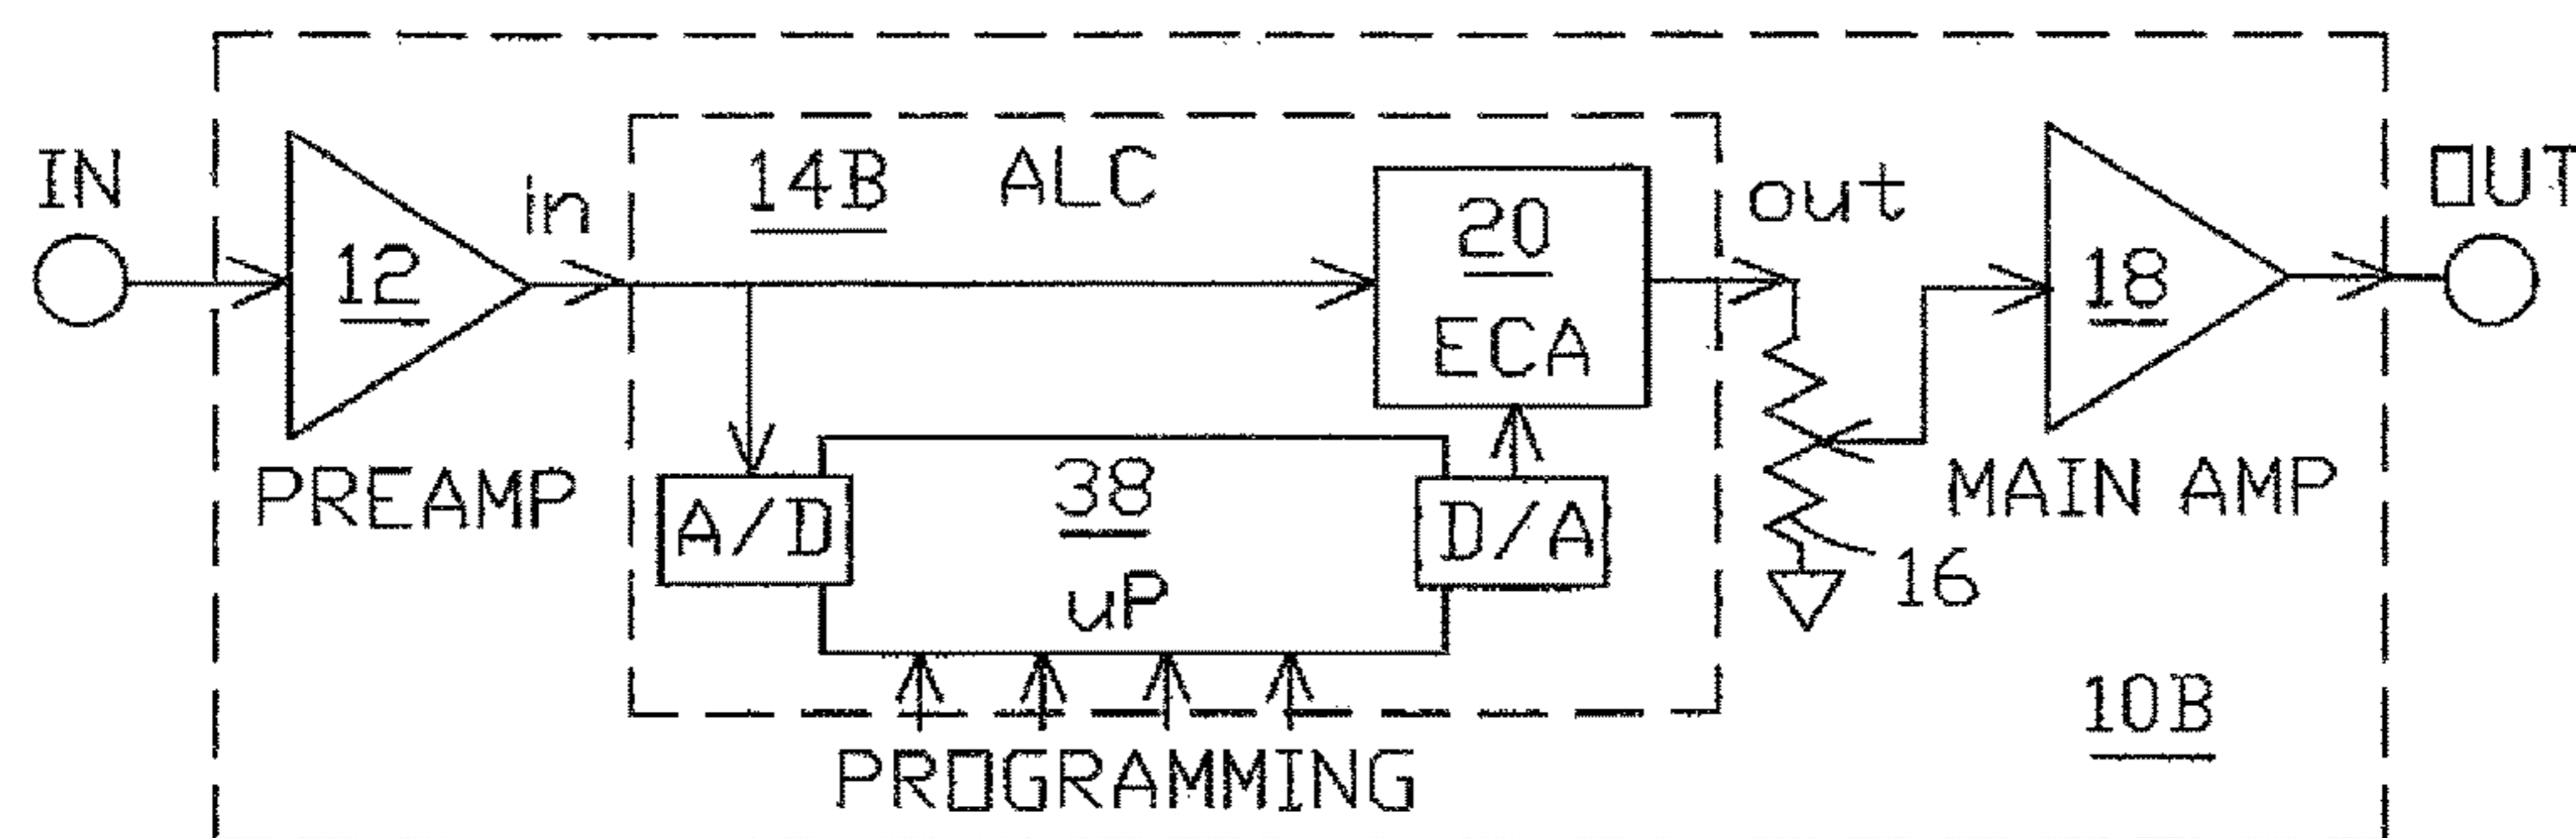 IN
12
PREAMP
in
14B
ALC
20
ECA
A/D
38
uP
D/A
PROGRAMMING
out
16
18
MAIN AMP
OUT
10B